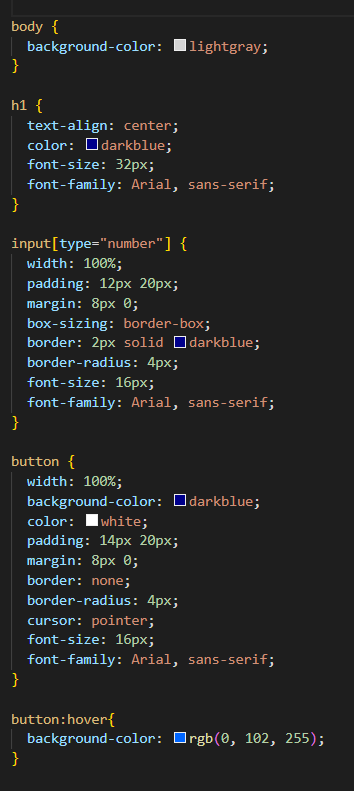 body {
  background-color: lightgray;
}

h1 {
  text-align: center;
  color: darkblue;
  font-size: 32px;
  font-family: Arial, sans-serif;
}

input[type="number"] {
  width: 100%;
  padding: 12px 20px;
  margin: 8px 0;
  box-sizing: border-box;
  border: 2px solid darkblue;
  border-radius: 4px;
  font-size: 16px;
  font-family: Arial, sans-serif;
}

button {
  width: 100%;
  background-color: darkblue;
  color: white;
  padding: 14px 20px;
  margin: 8px 0;
  border: none;
  border-radius: 4px;
  cursor: pointer;
  font-size: 16px;
  font-family: Arial, sans-serif;
}

button:hover{
  background-color: rgb(0, 102, 255);
}